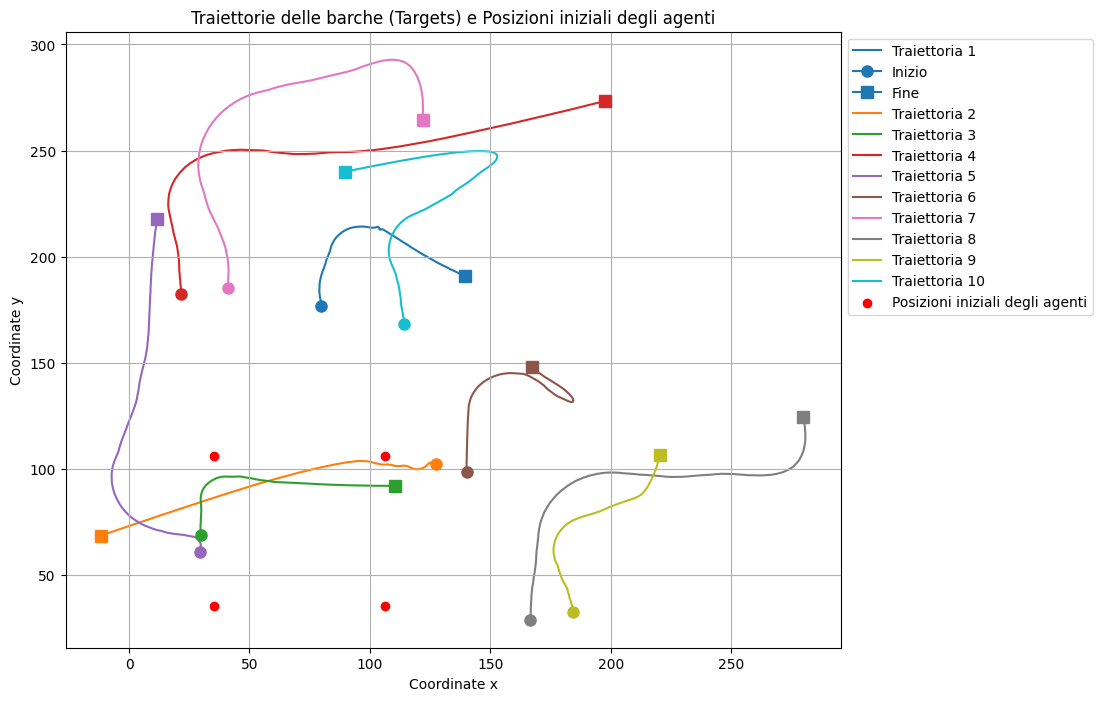 Traiettorie delle barche (Targets) e Posizioni iniziali degli agenti
300
250
200
150
100
50
0
50
100
150
200
250
Coordinate y
Coordinate x
Traiettoria 1
Inizio
Fine
Traiettoria 2
Traiettoria 3
Traiettoria 4
Traiettoria 5
Traiettoria 6
Traiettoria 7
Traiettoria 8
Traiettoria 9
Traiettoria 10
Posizioni iniziali degli agenti